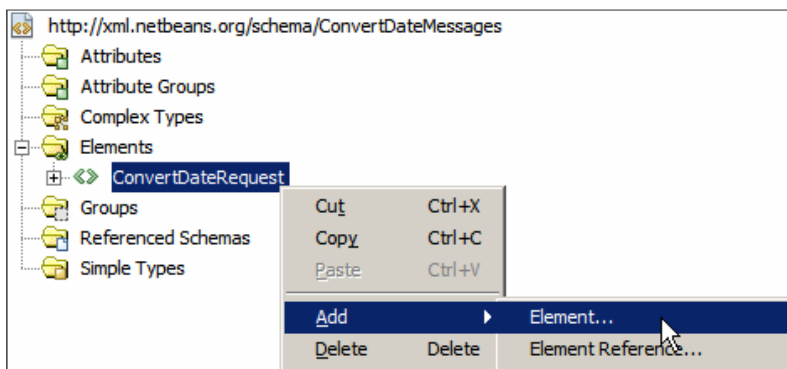 http://xml.netbeans.org/schema/ConvertDateMessages
Attributes
Attribute Groups
Complex Types
Elements
ConvertDateRequest
Groups
Referenced Schemas
Simple Types
Cut Ctrl+X
Copy Ctrl+C
Paste Ctrl+V
Add Element...
Delete Delete Element Reference...